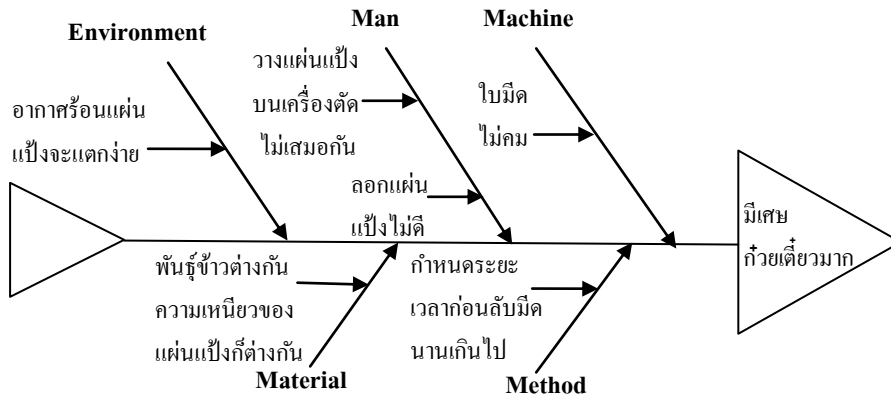 Environment
Man
Machine
อากาศร้อนแผ่น
แป้งจะแตกง่าย
วางแผ่นแป้ง
บนเครื่องตัด
ไม่เสมอกัน
ลอกแผ่น
แป้งไม่ดี
ใบมีด
ไม่คม
มีเศษ
ก๋วยเตี๋ยวมาก
พันธุ์ข้าวต่างกัน
ความเหนียวของ
แผ่นแป้งก็ต่างกัน
Material
กำหนดระยะ
เวลาก่อนลับมีด
นานเกินไป
Method